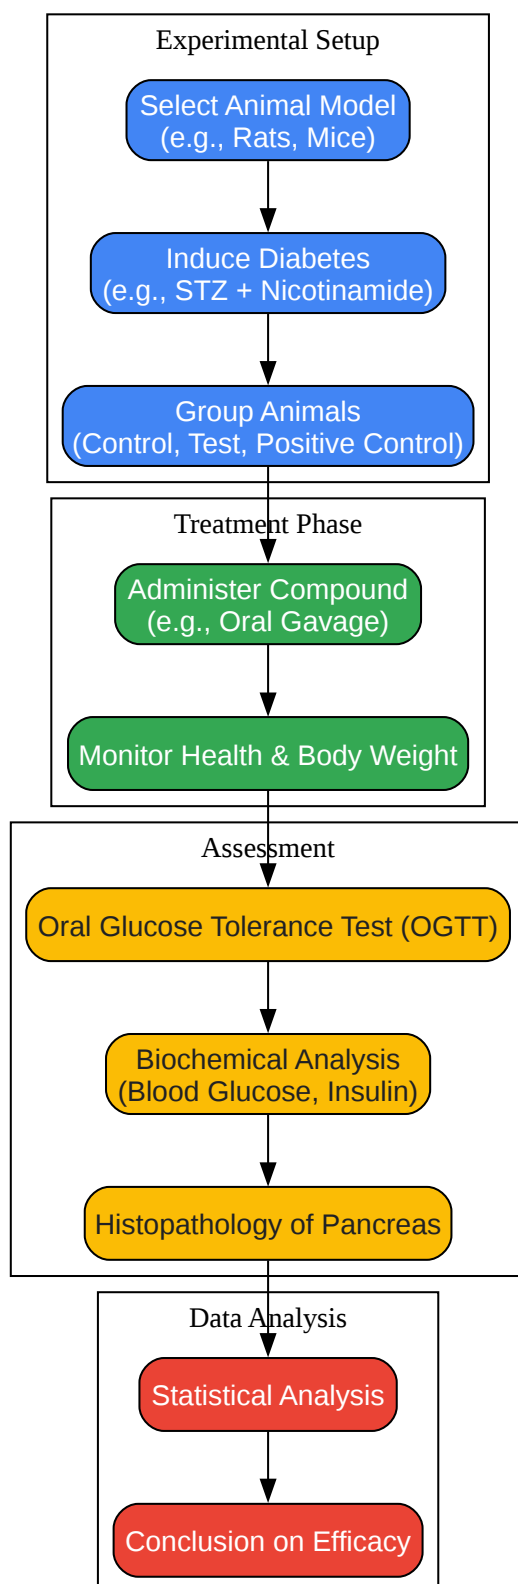 Experimental Setup
Select Animal Model
(e.g., Rats, Mice)
Induce Diabetes
(e.g., STZ + Nicotinamide)
Group Animals
(Control, Test, Positive Control)
Treatment Phase
Administer Compound
(e.g., Oral Gavage)
Monitor Health & Body Weight
Assessment
Oral Glucose Tolerance Test (OGTT)
Biochemical Analysis
(Blood Glucose, Insulin)
Histopathology of Pancreas
Data Analysis
Statistical Analysis
Conclusion on Efficacy